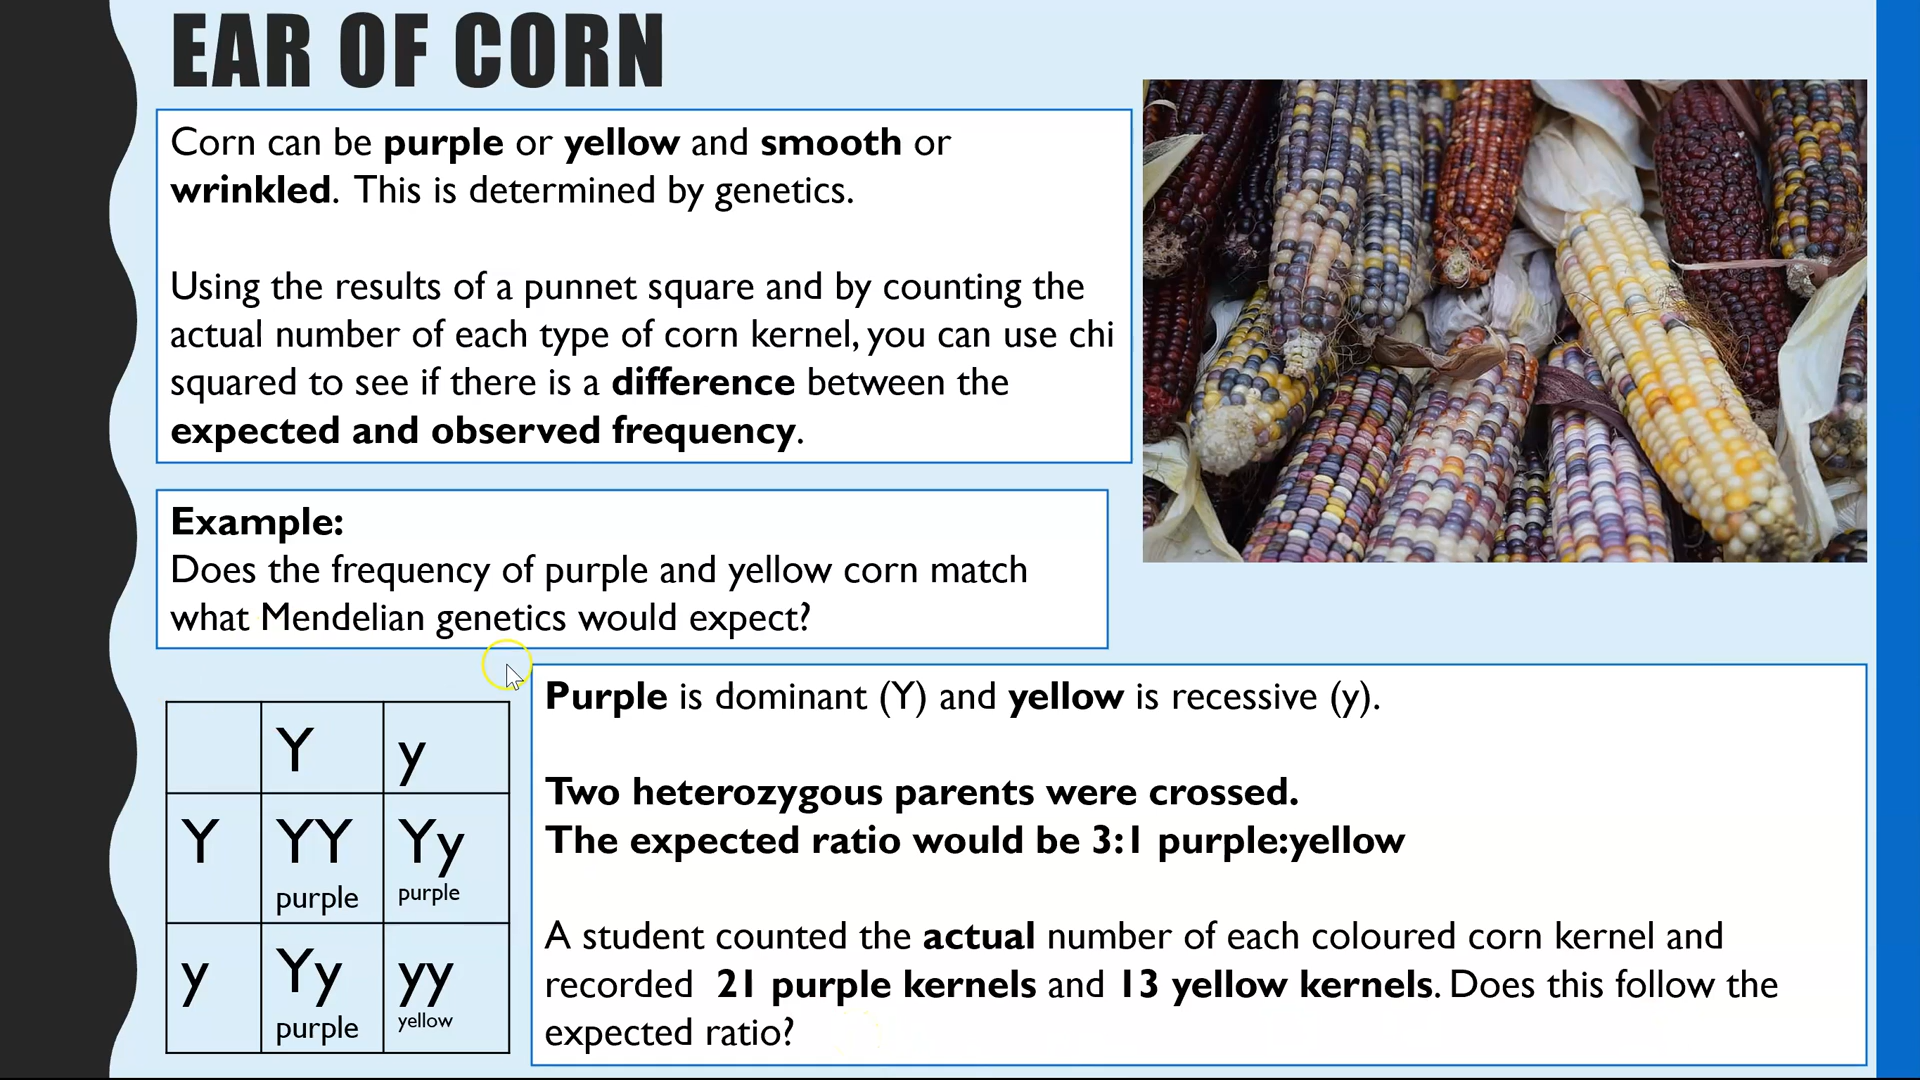 EAR OF CORN
Corn can be purple or yellow and smooth or
wrinkled. This is determined by genetics.
Using the results of a punnet square and by counting the
actual number of each type of corn kernel, you can use chi
squared to see if there is a difference between the
expected and observed frequency.
Example:
Does the frequency of purple and yellow corn match
what Mendelian genetics would expect?
Y y
Y YY Yy
purple purple
y Yy yy
purple yellow
Purple is dominant (Y) and yellow is recessive (y).
Two heterozygous parents were crossed.
The expected ratio would be 3:1 purple:yellow
A student counted the actual number of each coloured corn kernel and
recorded 21 purple kernels and 13 yellow kernels. Does this follow the
expected ratio?